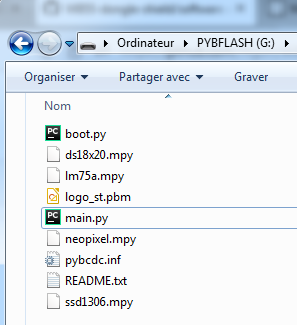 Ordinateur PYBFLASH (G:)
Organiser Partager avec Graver
Nom
boot.py
ds18x20.mpy
lm75a.mpy
logo_st.pbm
main.py
neopixel.mpy
pybcdc.inf
README.txt
ssd1306.mpy